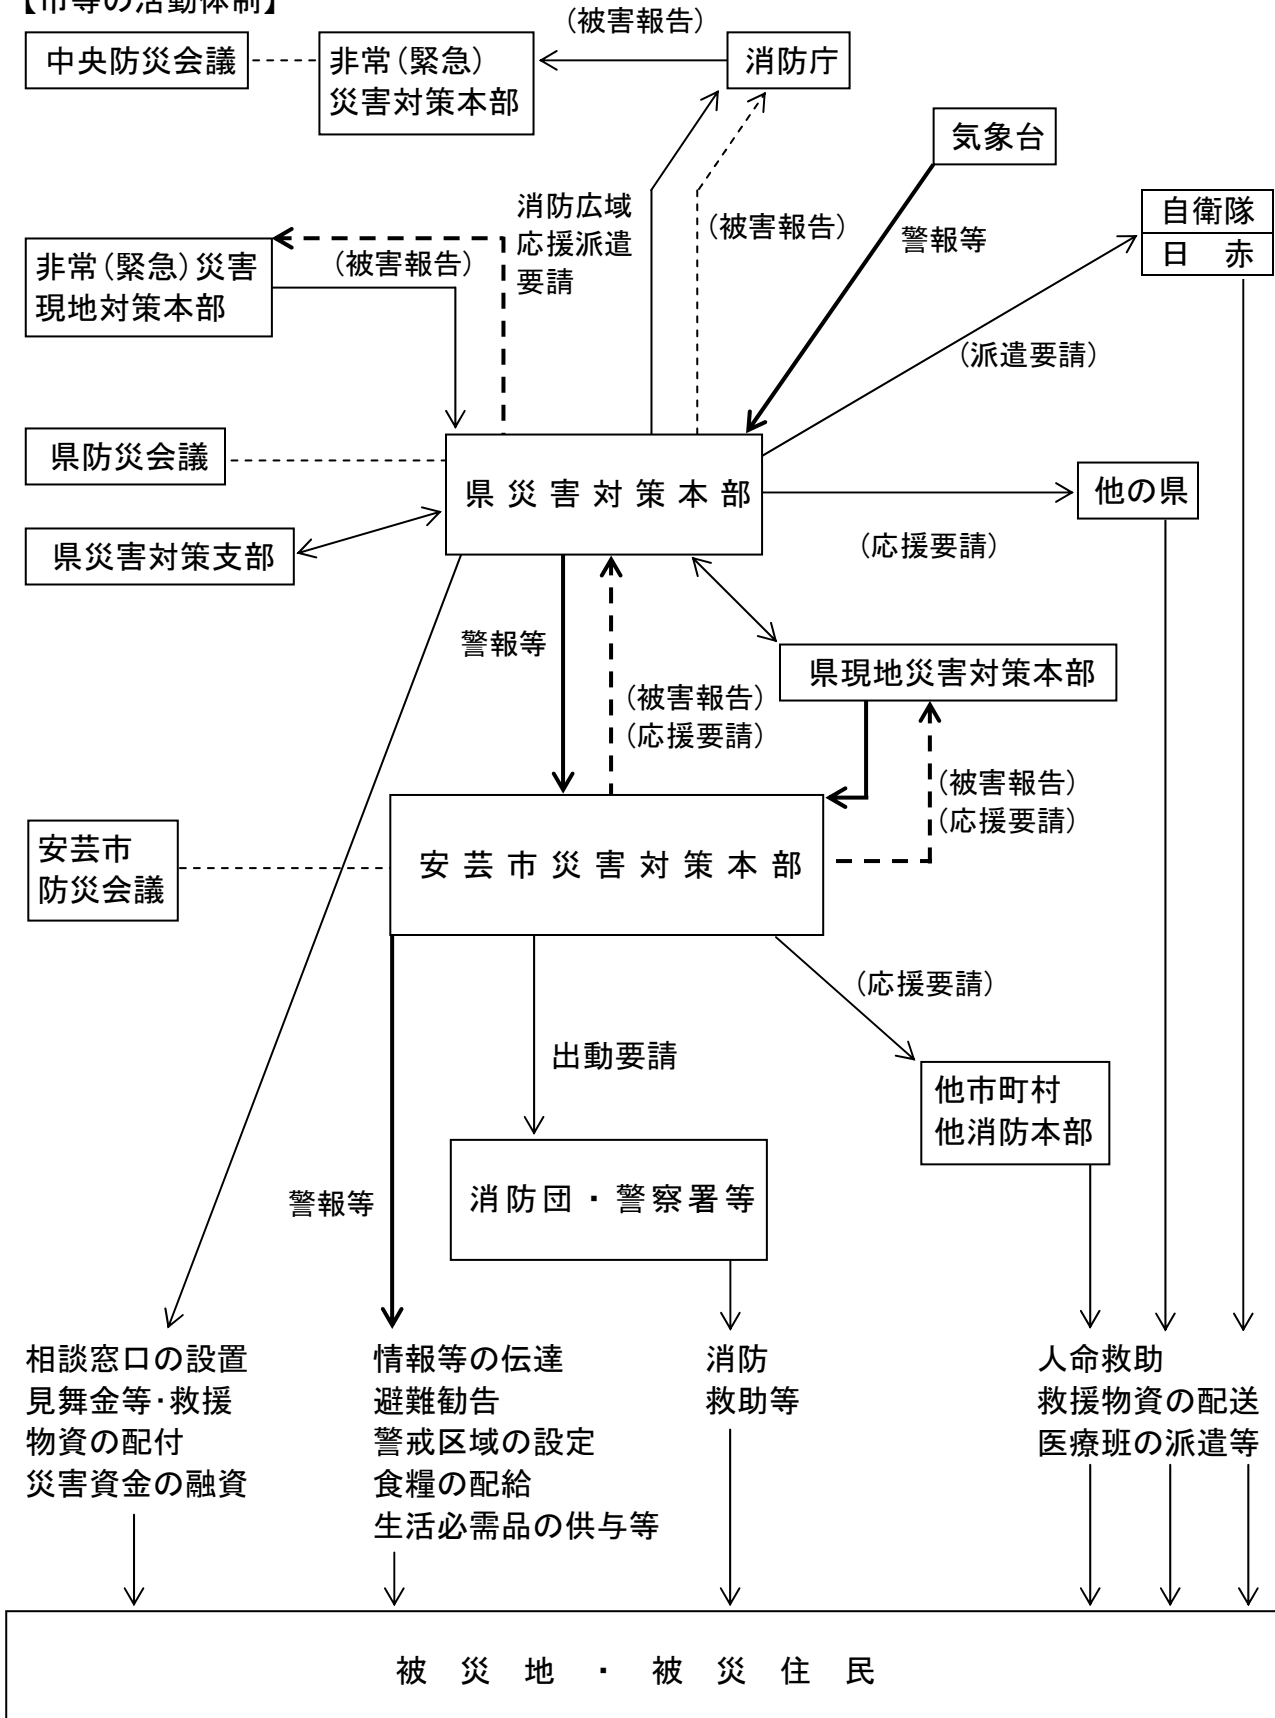 【市等の活動体制】
(被害報告)
中央防災会議
非常(緊急)
災害対策本部
消防庁
気象台
消防広域
応援派遣
要請
(被害報告)
警報等
自衛隊
日　赤
非常(緊急)災害
現地対策本部
(被害報告)
(派遣要請)
県防災会議
県災害対策本部
他の県
県災害対策支部
(応援要請)
警報等
県現地災害対策本部
(被害報告)
(応援要請)
(被害報告)
(応援要請)
安芸市
防災会議
安芸市災害対策本部
(応援要請)
出動要請
他市町村
他消防本部
消防団・警察署等
警報等
相談窓口の設置
見舞金等・救援
物資の配付
災害資金の融資
情報等の伝達
避難勧告
警戒区域の設定
食糧の配給
生活必需品の供与等
消防
救助等
人命救助
救援物資の配送
医療班の派遣等
被災地・被災住民